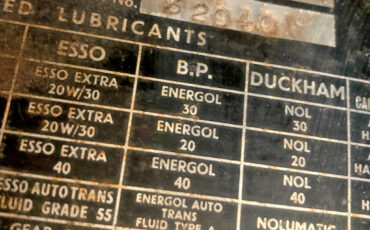 No.
ED LUBRICANTS
ESSO B.P. DUCKHAM
ESSO EXTRA 20W/30 ENERGOL 30 NOL 30
ESSO EXTRA 20W/30 ENERGOL 20 NOL 20
ESSO EXTRA 40 ENERGOL 40 NOL 40
ESSO AUTO TRANS FLUID GRADE 55 ENERGOL AUTO TRANS FLUID TYPE A NOLUMATIC
GEAR